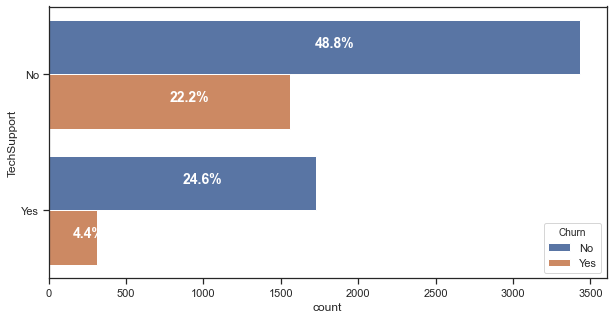 48.8%
No
22.2%
TechSupport
24.6%
Yes
4.4%
Churn
No
Yes
0 500 1000 1500 2000 2500 3000 3500
count